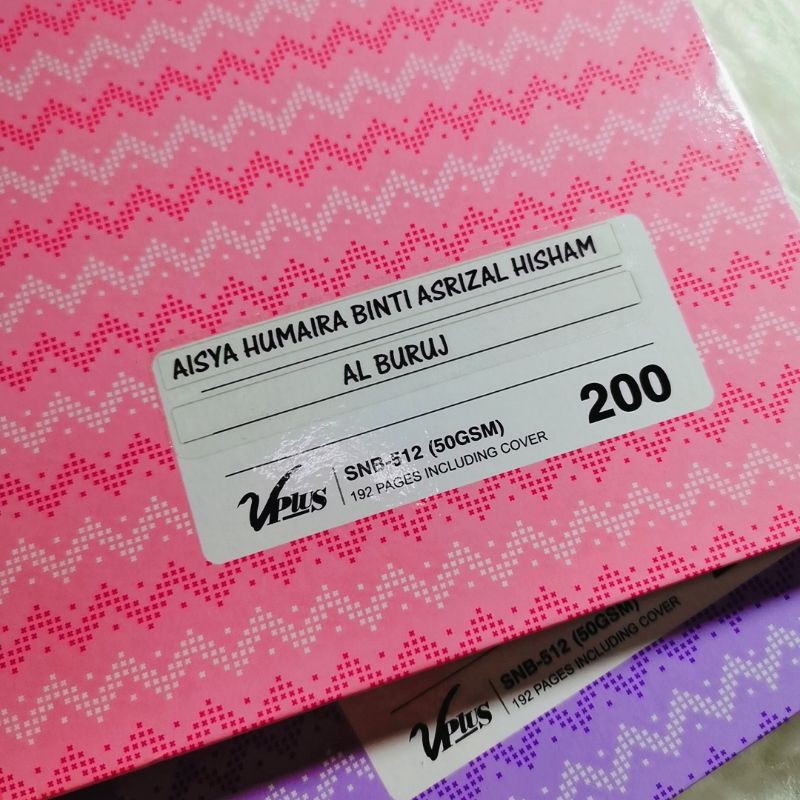 AISYA HUMAIRA BINTI ASRIZAL HISHAM
AL BURUJ
200
VPLUS
SNB-512 (50GSM)
192 PAGES INCLUDING COVER
VPLUS
SNB-512 (50GSM)
192 PAGES INCLUDING COVER